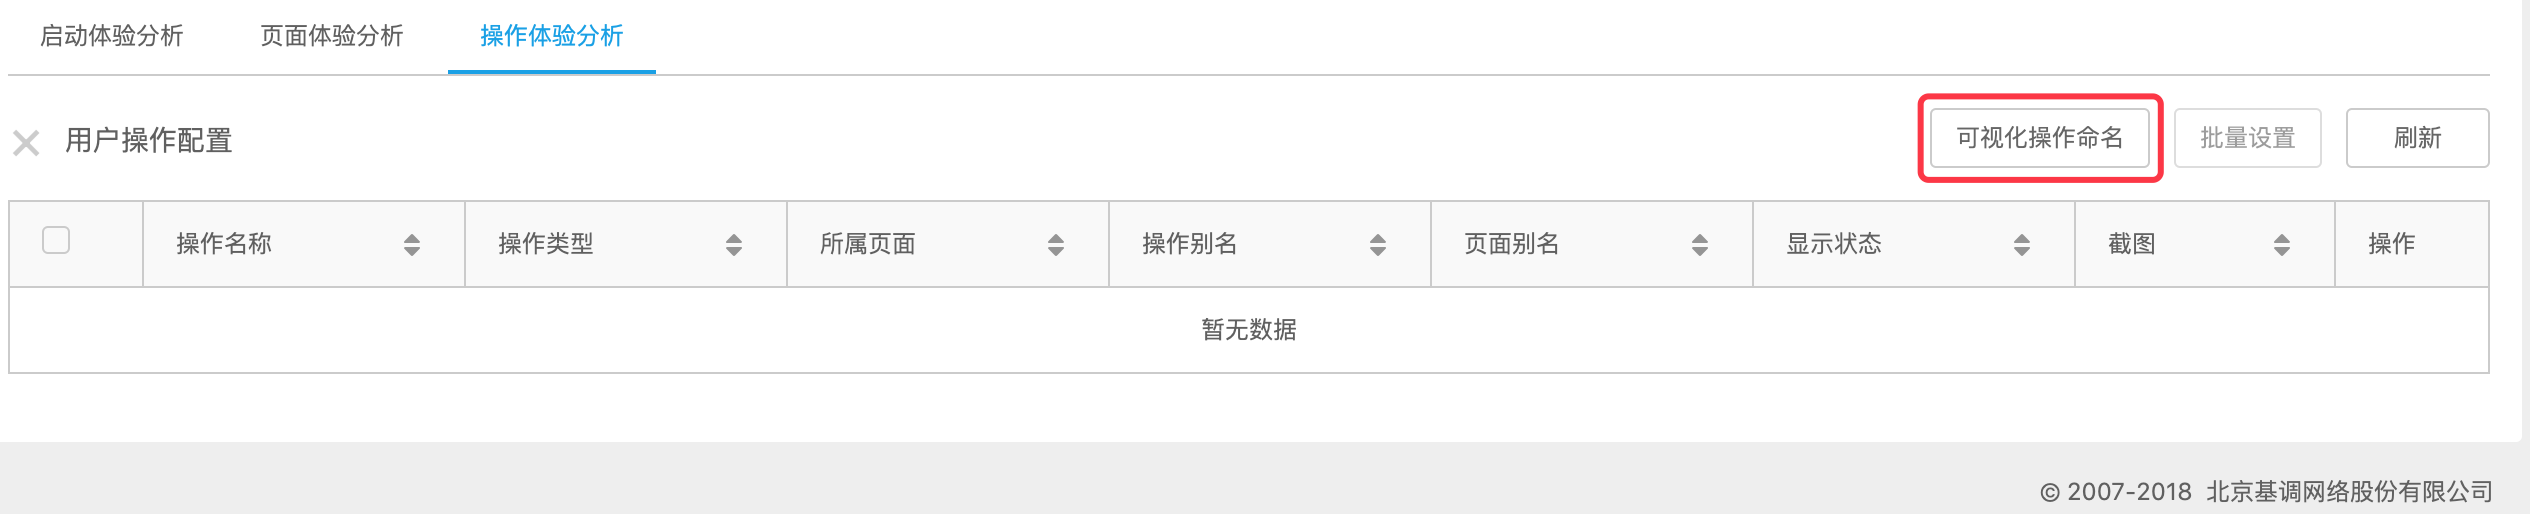 启动体验分析 页面体验分析 操作体验分析
用户操作配置 可视化操作命名 批量设置 刷新
操作名称 操作类型 所属页面 操作别名 页面别名 显示状态 截图 操作
暂无数据
© 2007-2018 北京基调网络股份有限公司